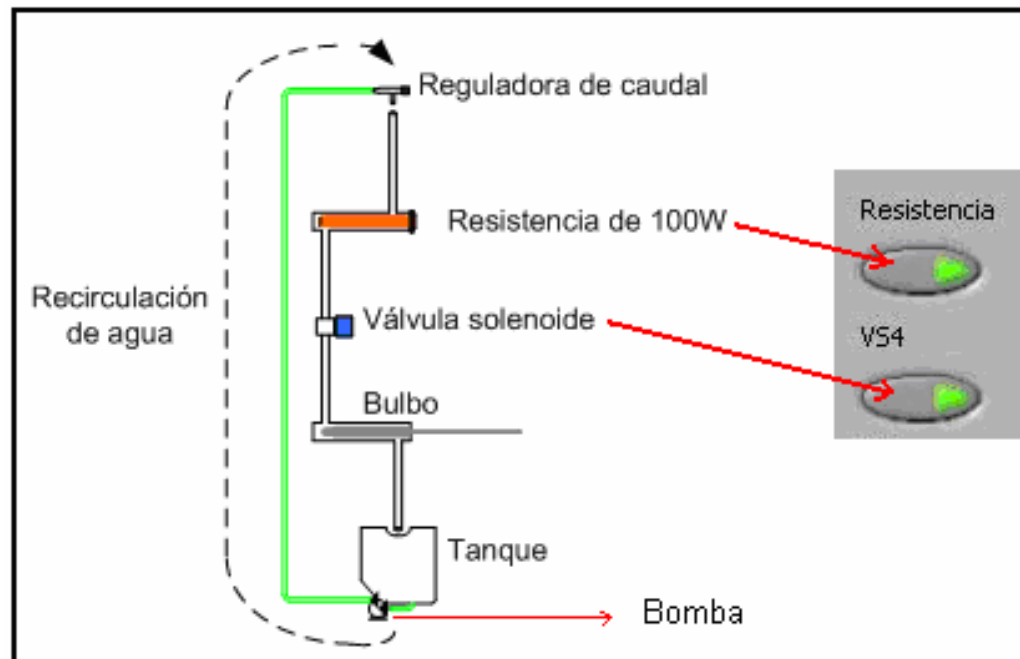 Reguladora de caudal
Resistencia de 100W
Resistencia
Recirculación
de agua
Válvula solenoide
VS4
Bulbo
Tanque
Bomba